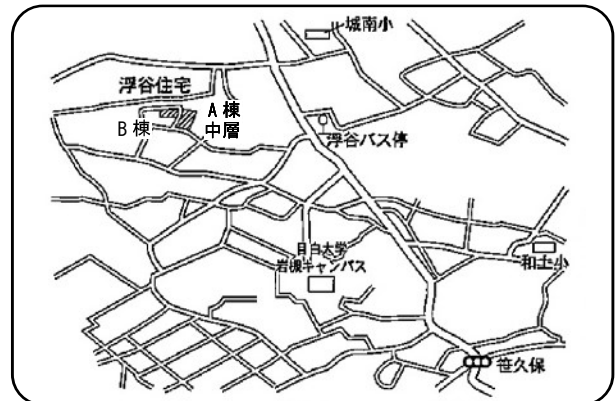 城南小
浮谷住宅
A棟
中層
B棟
浮谷バス停
目白大学
岩槻キャンパス
和土小
笹久保